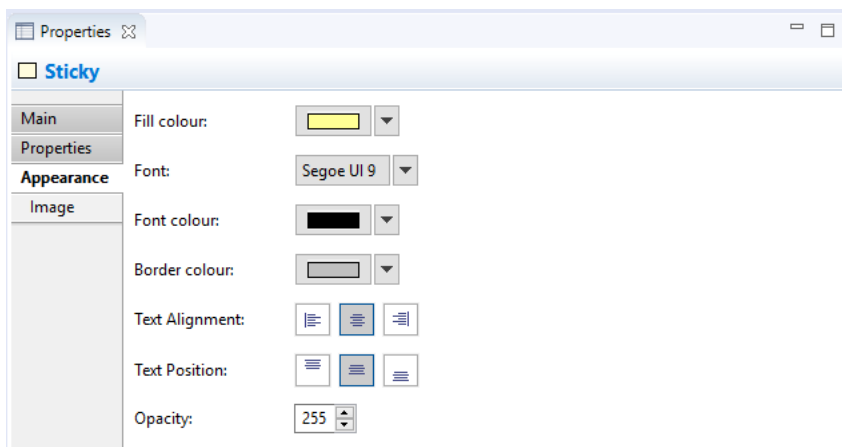 Properties
Sticky
Main
Properties
Appearance
Image
Fill colour:
Font: Segoe UI 9
Font colour:
Border colour:
Text Alignment:
Text Position:
Opacity: 255